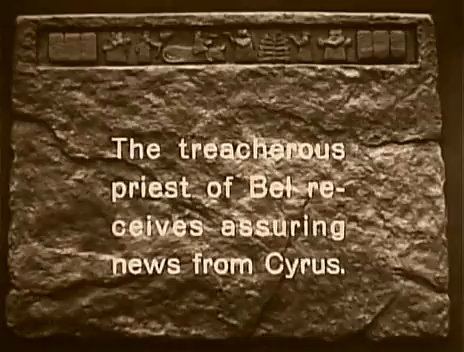 The treacherous
priest of Bel re-
ceives assuring
news from Cyrus.